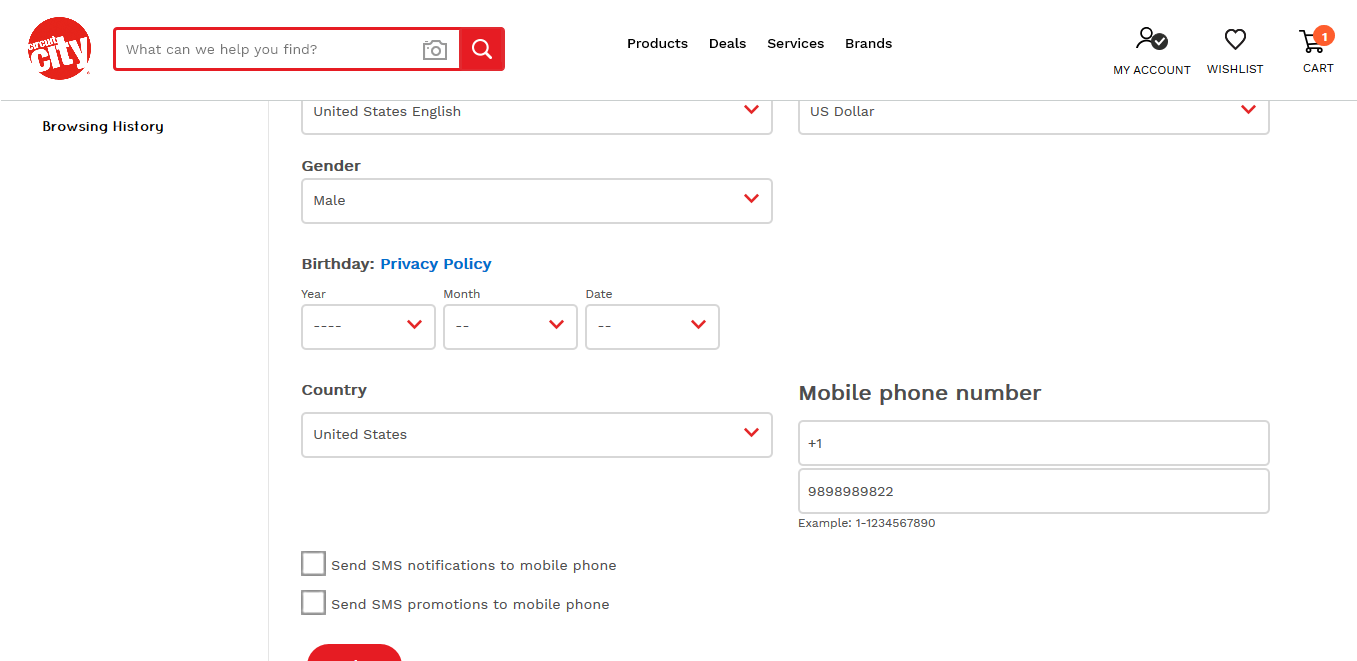 circuit
city
What can we help you find?
Products
Deals
Services
Brands
MY ACCOUNT
WISHLIST
1
CART
Browsing History
United States English
US Dollar
Gender
Male
Birthday: Privacy Policy
Year
Month
Date
----
--
--
Country
Mobile phone number
United States
+1
9898989822
Example: 1-1234567890
Send SMS notifications to mobile phone
Send SMS promotions to mobile phone